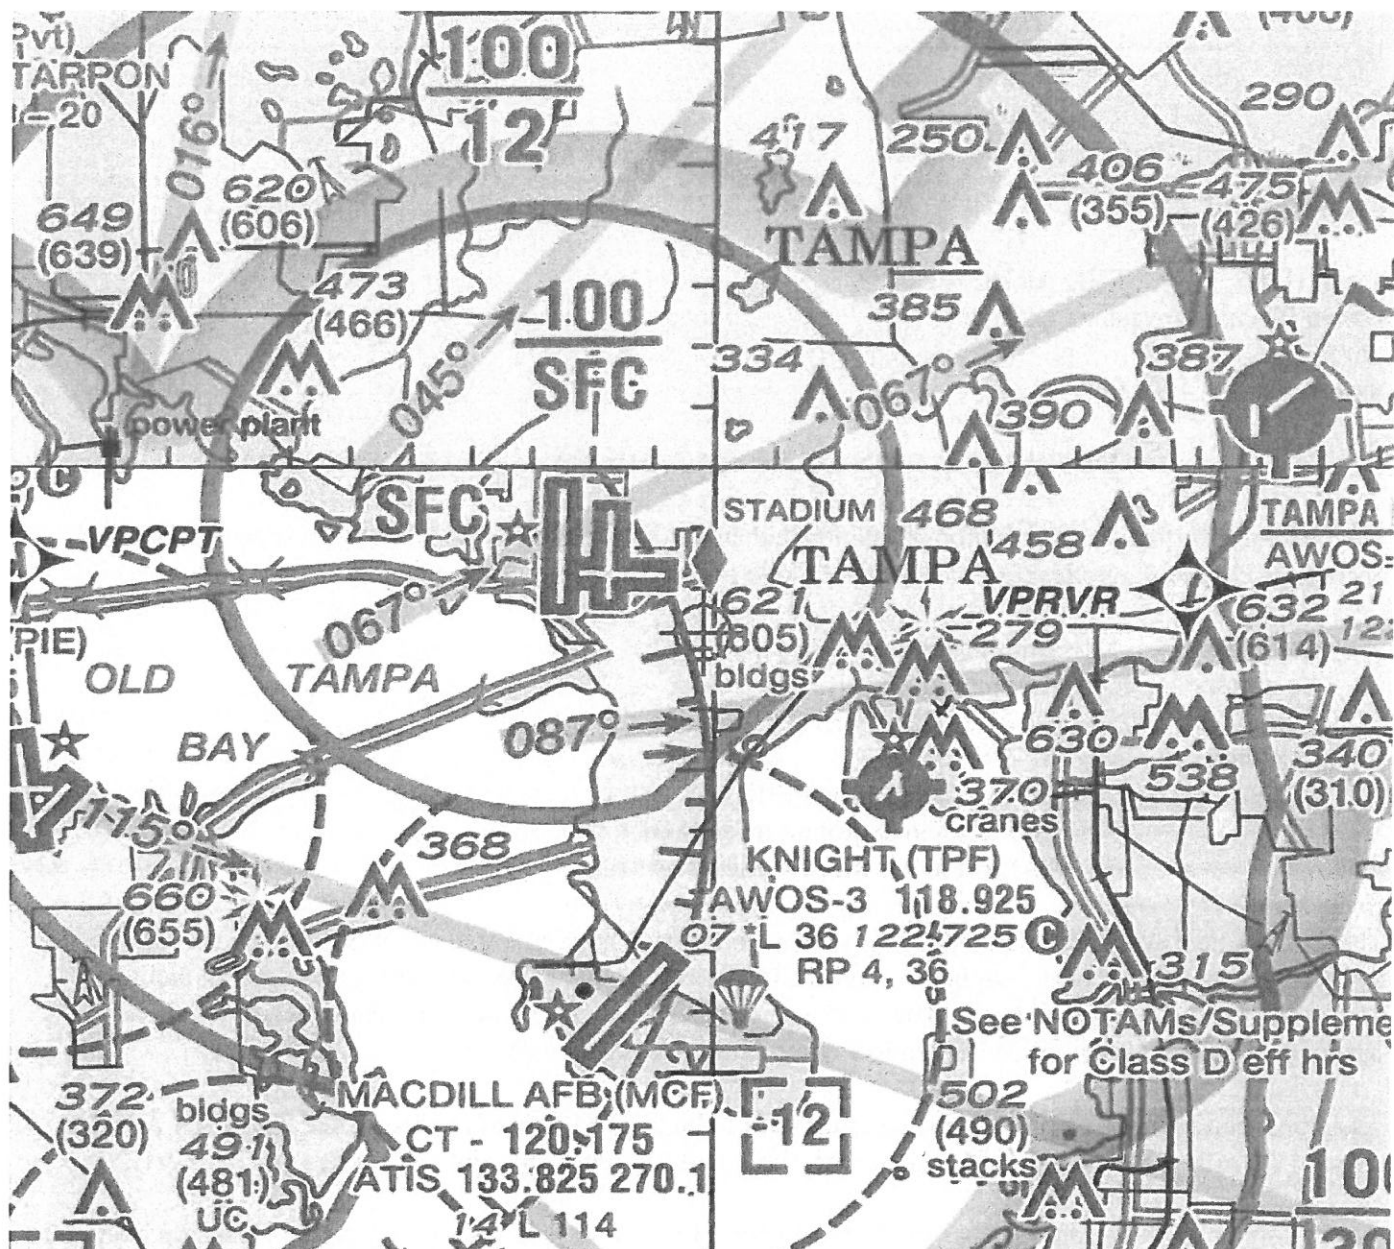 Pvt)
TARPON
- 20
016°
620
(606)
649
(639)
473
(466)
100
12
100
SFC
045°
power plant
417
250
290
406
(355)
475
(426)
TAMPA
385
334
067°
390
387
VPCPT
SFC
067°
(PIE)
OLD TAMPA
BAY
087°
115°
STADIUM
468
458
TAMPA
621
(605)
bldgs
VPRVR
279
TAMPA
AWOS-
21
632
(614)
630
538
340
(310)
370
cranes
368
660
(655)
KNIGHT (TPF)
AWOS-3 118.925
07 *L 36 122.725 C
RP 4, 36
315
See NOTAMs/Suppleme
for Class D eff hrs
D
MACDILL AFB (MCF)
CT - 120.175
ATIS 133.825 270.1
14 *L 114
12
502
(490)
stacks
372
(320)
bldgs
491
(481)
UC